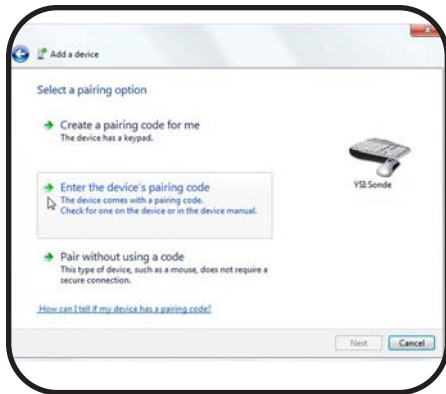 Add a device
Select a pairing option
Create a pairing code for me
The device has a keypad.
YSI:Sonde
Enter the device's pairing code
The device comes with a pairing code.
Check for one on the device or in the device manual.
Pair without using a code
This type of device, such as a mouse, does not require a
secure connection.
How can I tell if my device has a pairing code?
Next
Cancel